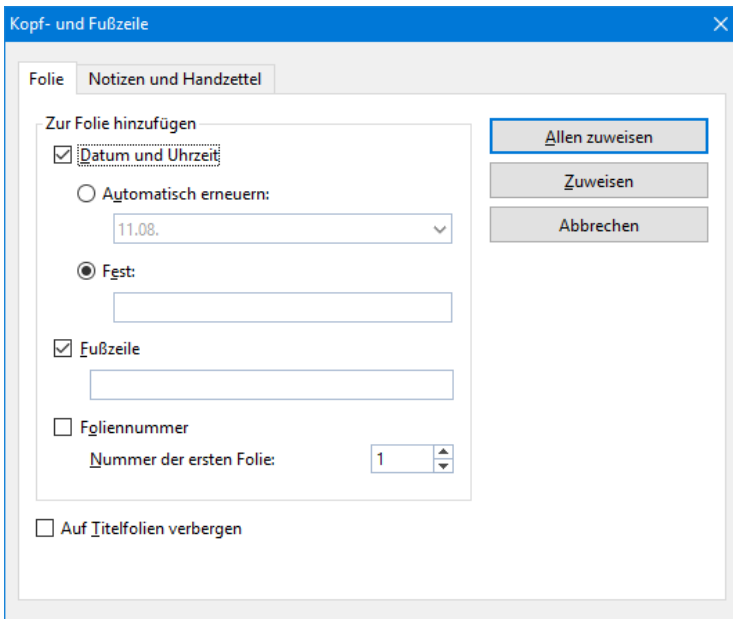 Kopf- und Fußzeile
Folie Notizen und Handzettel
Zur Folie hinzufügen
Datum und Uhrzeit
Automatisch erneuern:
11.08.
Fest:
Fußzeile
Foliennummer
Nummer der ersten Folie: 1
Auf Titelfolien verbergen
Allen zuweisen
Zuweisen
Abbrechen